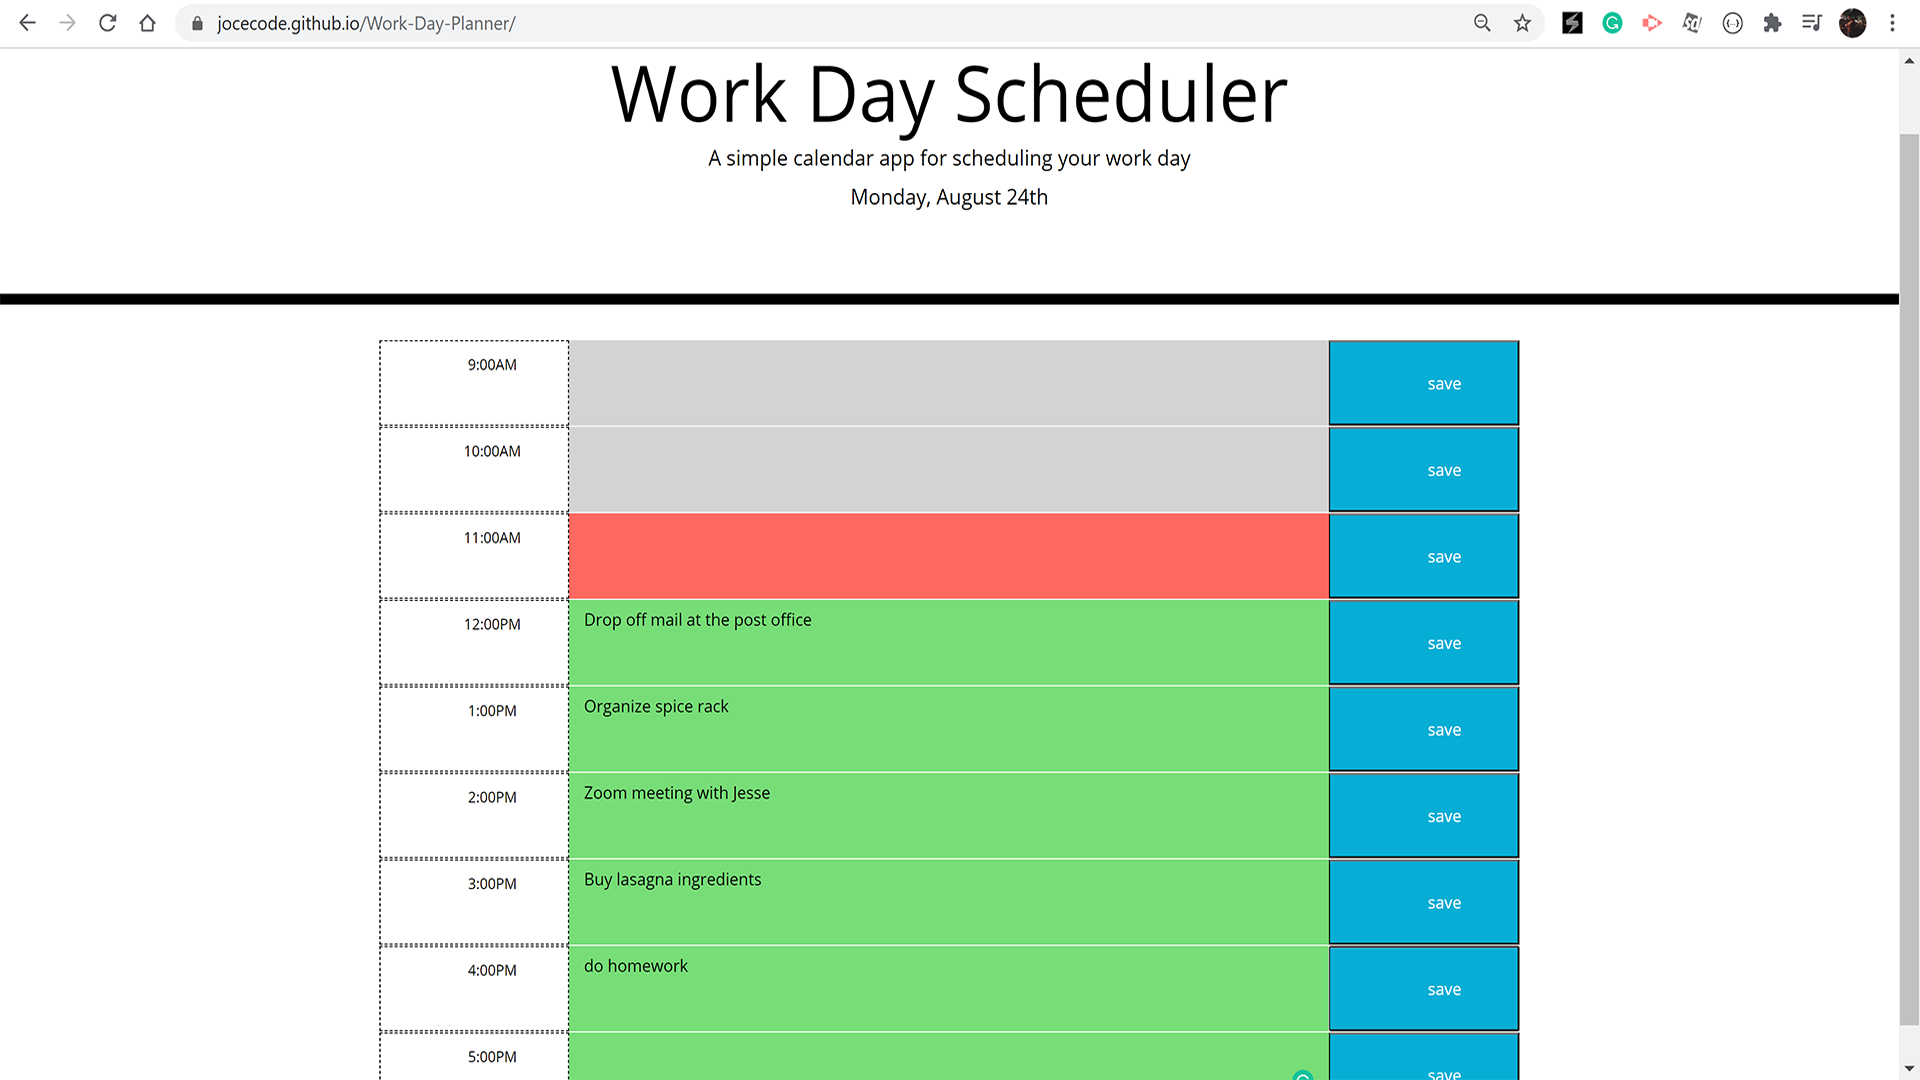 jocecode.github.io/Work-Day-Planner/
Work Day Scheduler
A simple calendar app for scheduling your work day
Monday, August 24th
9:00AM
save
10:00AM
save
11:00AM
save
12:00PM
Drop off mail at the post office
save
1:00PM
Organize spice rack
save
2:00PM
Zoom meeting with Jesse
save
3:00PM
Buy lasagna ingredients
save
4:00PM
do homework
save
5:00PM
save